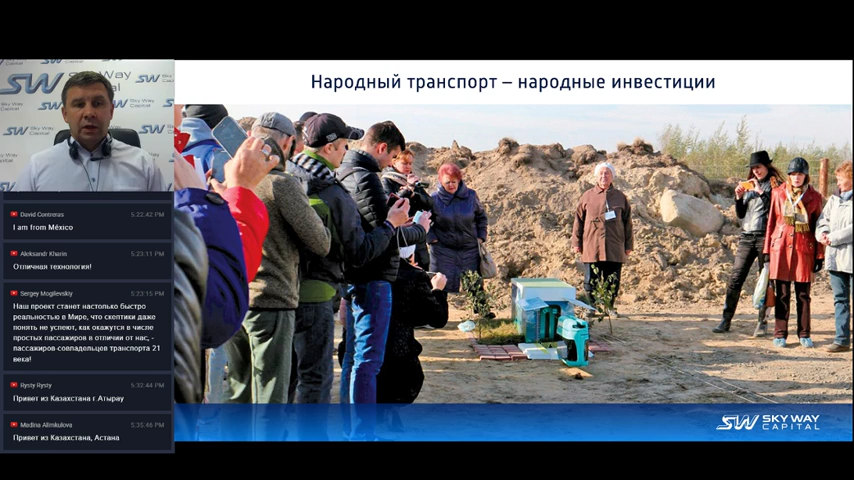 Народный транспорт – народные инвестиции
SW SKY WAY
CAPITAL
David Contreras 5:22:42 PM
I am from México
Aleksandr Kharin 5:23:11 PM
Отличная технология!
Sergey Mogilevskiy 5:23:15 PM
Наш проект станет настолько быстро
реальностью в Мире, что скептики даже
понять не успеют, как окажутся в числе
простых пассажиров в отличии от нас, -
пассажиров-совладельцев транспорта 21
века!
Rysty Rysty 5:32:44 PM
Привет из Казахстана г.Атырау
Madina Alimkulova 5:35:46 PM
Привет из Казахстана, Астана
SW SKY WAY
CAPITAL